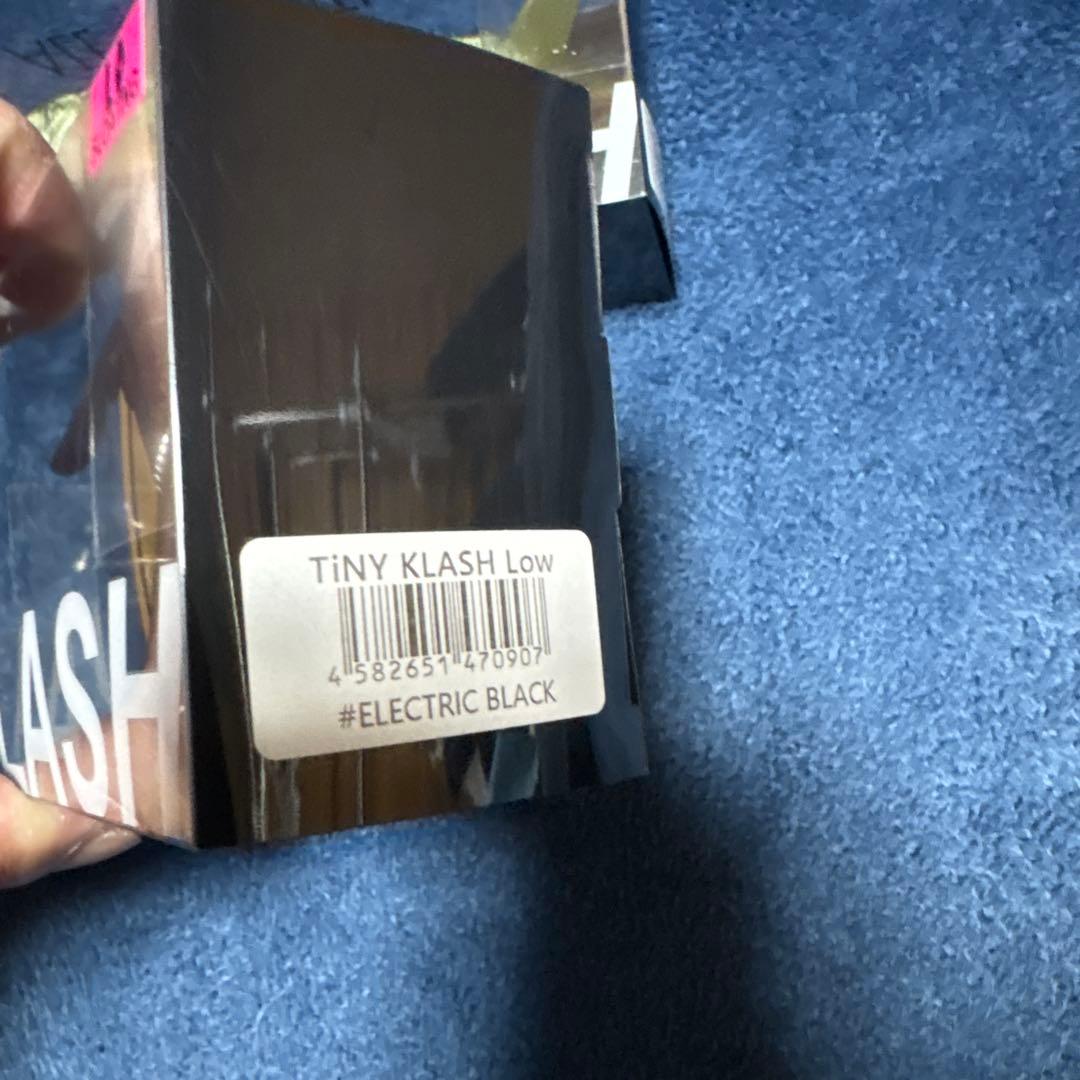 TiNY KLASH Low
4 582651 470907
#ELECTRIC BLACK
LASH
H